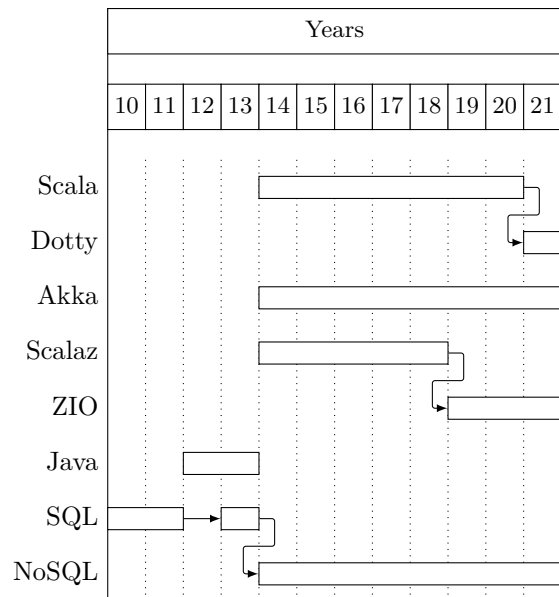 Years
10 11 12 13 14 15 16 17 18 19 20 21
Scala
Dotty
Akka
Scalaz
ZIO
Java
SQL
NoSQL